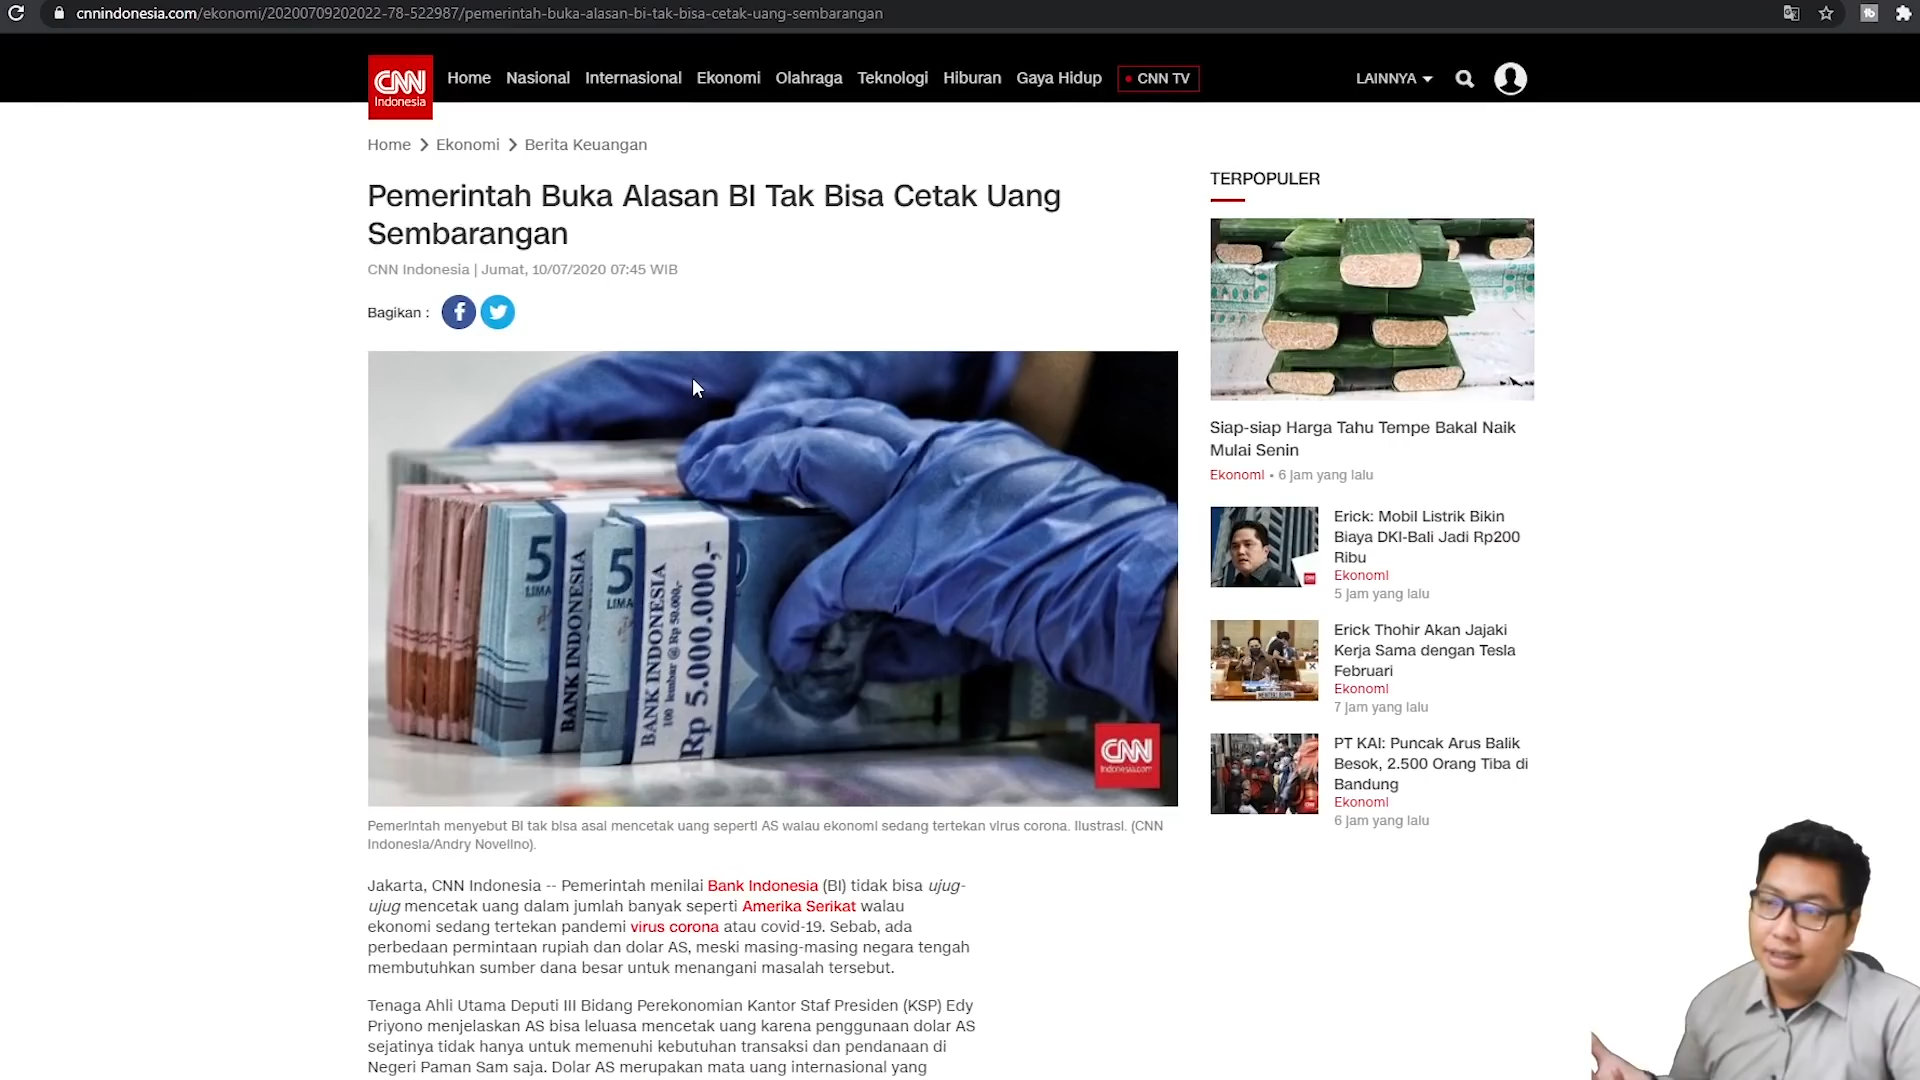 cnnindonesia.com/ekonomi/20200709202022-78-522987/pemerintah-buka-alasan-bi-tak-bisa-cetak-uang-sembarangan
CNN
Indonesia
Home Nasional Internasional Ekonomi Olahraga Teknologi Hiburan Gaya Hidup CNN TV
LAINNYA
Home > Ekonomi > Berita Keuangan
Pemerintah Buka Alasan BI Tak Bisa Cetak Uang
Sembarangan
CNN Indonesia | Jumat, 10/07/2020 07:45 WIB
Bagikan :
5
LIMA
BANK INDONESIA
5
LIMA
BANK INDONESIA
100 lembar @ Rp 50.000,-
Rp 5.000.000,-
CNN
Indonesia.com
Pemerintah menyebut BI tak bisa asal mencetak uang seperti AS walau ekonomi sedang tertekan virus corona. Ilustrasi. (CNN
Indonesia/Andry Novelino).
Jakarta, CNN Indonesia -- Pemerintah menilai Bank Indonesia (BI) tidak bisa ujug-
ujug mencetak uang dalam jumlah banyak seperti Amerika Serikat walau
ekonomi sedang tertekan pandemi virus corona atau covid-19. Sebab, ada
perbedaan permintaan rupiah dan dolar AS, meski masing-masing negara tengah
membutuhkan sumber dana besar untuk menangani masalah tersebut.
Tenaga Ahli Utama Deputi III Bidang Perekonomian Kantor Staf Presiden (KSP) Edy
Priyono menjelaskan AS bisa leluasa mencetak uang karena penggunaan dolar AS
sejatinya tidak hanya untuk memenuhi kebutuhan transaksi dan pendanaan di
Negeri Paman Sam saja. Dolar AS merupakan mata uang internasional yang
TERPOPULER
Siap-siap Harga Tahu Tempe Bakal Naik
Mulai Senin
Ekonomi • 6 jam yang lalu
Erick: Mobil Listrik Bikin
Biaya DKI-Bali Jadi Rp200
Ribu
Ekonomi
5 jam yang lalu
Erick Thohir Akan Jajaki
Kerja Sama dengan Tesla
Februari
Ekonomi
7 jam yang lalu
PT KAI: Puncak Arus Balik
Besok, 2.500 Orang Tiba di
Bandung
Ekonomi
6 jam yang lalu